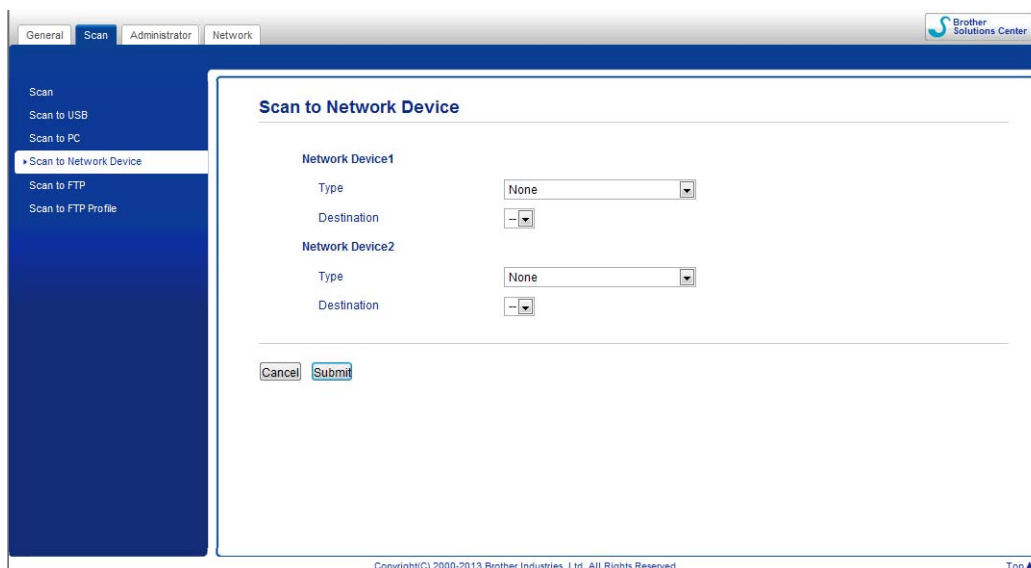 General Scan Administrator Network
Brother
Solutions Center
Scan
Scan to USB
Scan to PC
Scan to Network Device
Scan to FTP
Scan to FTP Profile
Scan to Network Device
Network Device1
Type None
Destination --
Network Device2
Type None
Destination --
Cancel Submit
Copyright(C) 2000-2013 Brother Industries, Ltd. All Rights Reserved.
Top